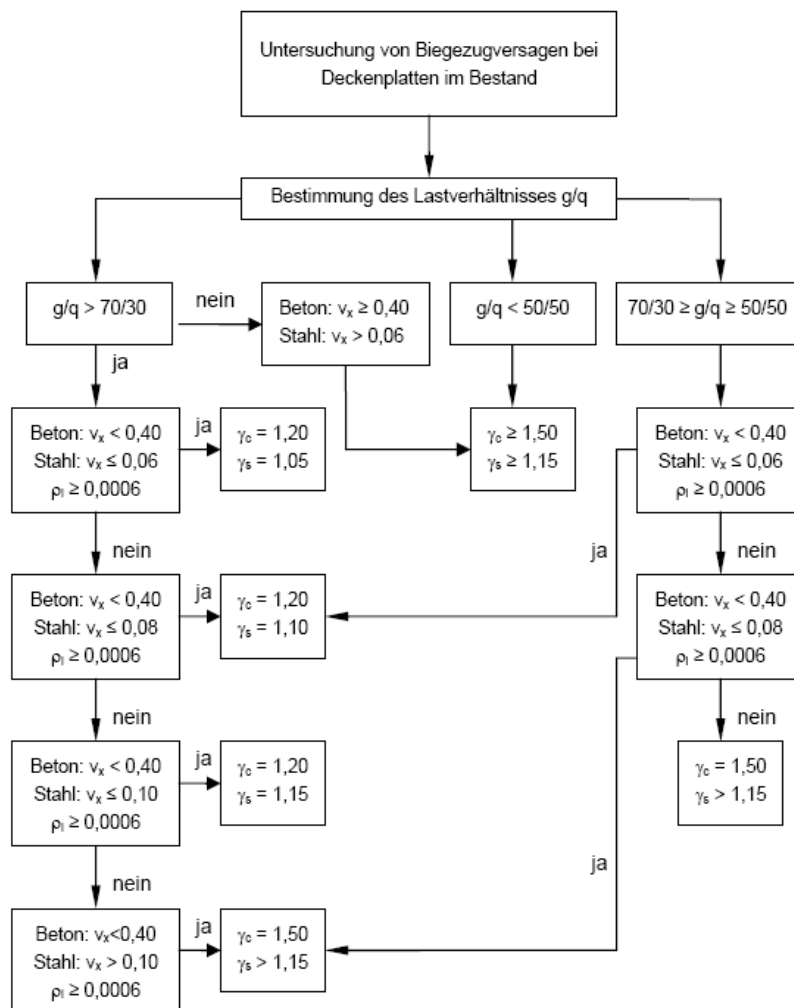 Untersuchung von Biegezugversagen bei
Deckenplatten im Bestand
Bestimmung des Lastverhältnisses g/q
g/q > 70/30
nein
Beton: vₓ ≥ 0,40
Stahl: vₓ > 0,06
g/q < 50/50
70/30 ≥ g/q ≥ 50/50
ja
Beton: vₓ < 0,40
Stahl: vₓ ≤ 0,06
ρₗ ≥ 0,0006
ja
γc = 1,20
γs = 1,05
γc ≥ 1,50
γs ≥ 1,15
Beton: vₓ < 0,40
Stahl: vₓ ≤ 0,06
ρₗ ≥ 0,0006
nein
ja
nein
Beton: vₓ < 0,40
Stahl: vₓ ≤ 0,08
ρₗ ≥ 0,0006
ja
γc = 1,20
γs = 1,10
Beton: vₓ < 0,40
Stahl: vₓ ≤ 0,08
ρₗ ≥ 0,0006
nein
nein
Beton: vₓ < 0,40
Stahl: vₓ ≤ 0,10
ρₗ ≥ 0,0006
ja
γc = 1,20
γs = 1,15
γc = 1,50
γs > 1,15
nein
ja
Beton: vₓ<0,40
Stahl: vₓ > 0,10
ρₗ ≥ 0,0006
ja
γc = 1,50
γs > 1,15